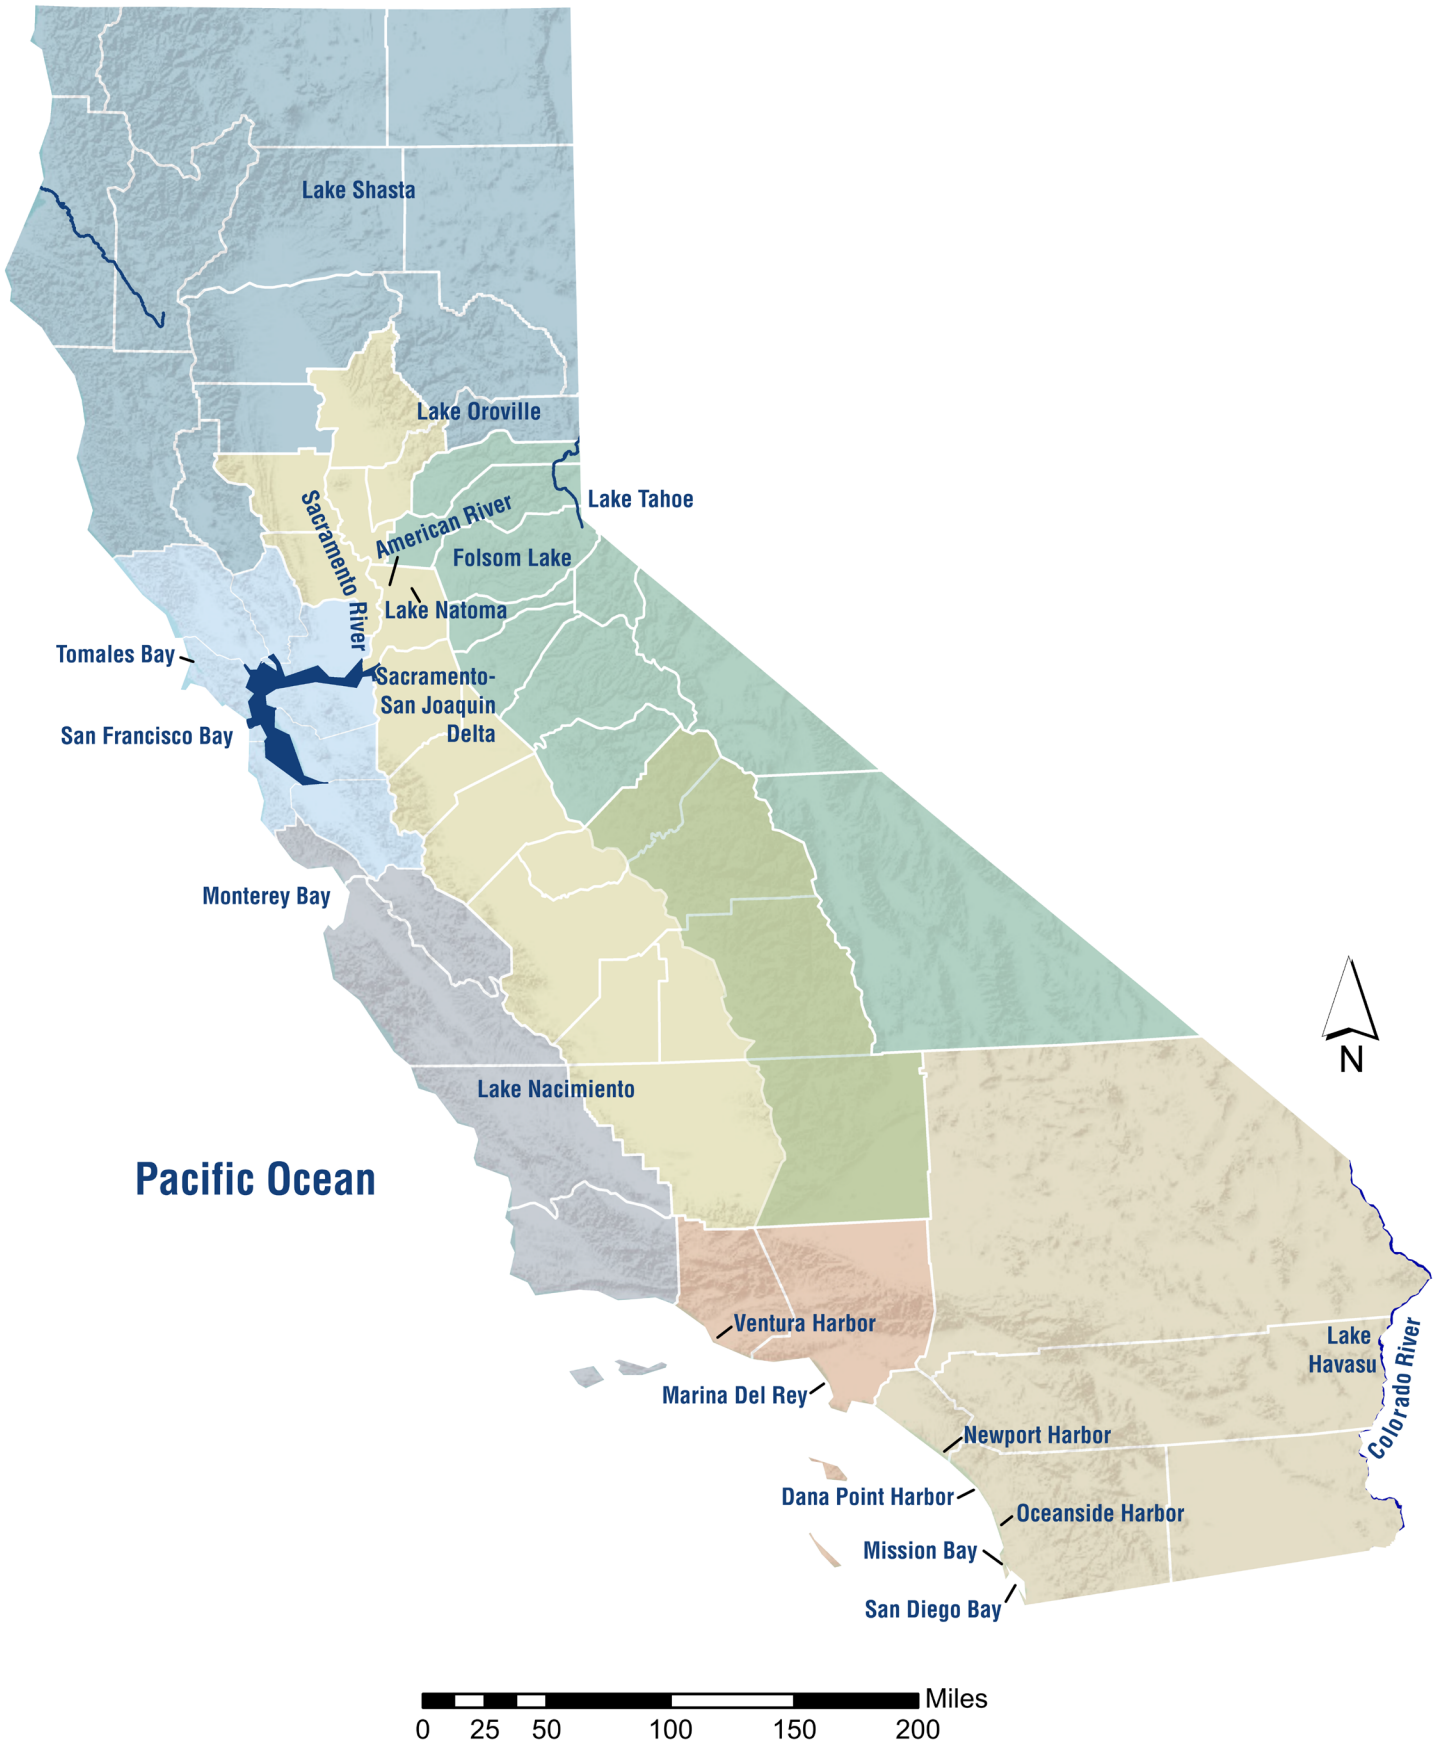 Lake Shasta
Lake Oroville
Lake Tahoe
Sacramento River
American River
Folsom Lake
Lake Natoma
Tomales Bay
Sacramento-
San Joaquin
Delta
San Francisco Bay
Monterey Bay
N
Lake Nacimiento
Pacific Ocean
Ventura Harbor
Lake
Havasu
Colorado River
Marina Del Rey
Newport Harbor
Dana Point Harbor
Oceanside Harbor
Mission Bay
San Diego Bay
Miles
0 25 50 100 150 200